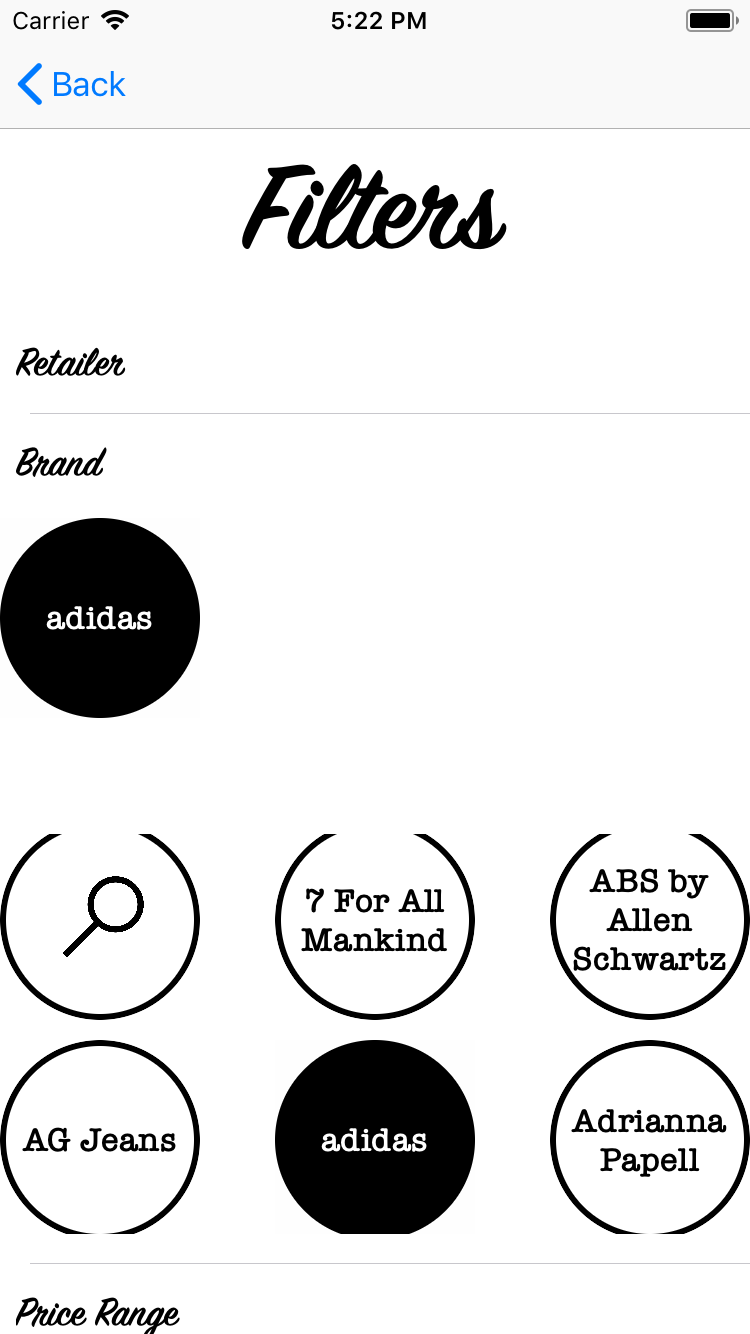 Carrier 5:22 PM
Back
Filters
Retailer
Brand
adidas
7 For All
Mankind
ABS by
Allen
Schwartz
AG Jeans
adidas
Adrianna
Papell
Price Range